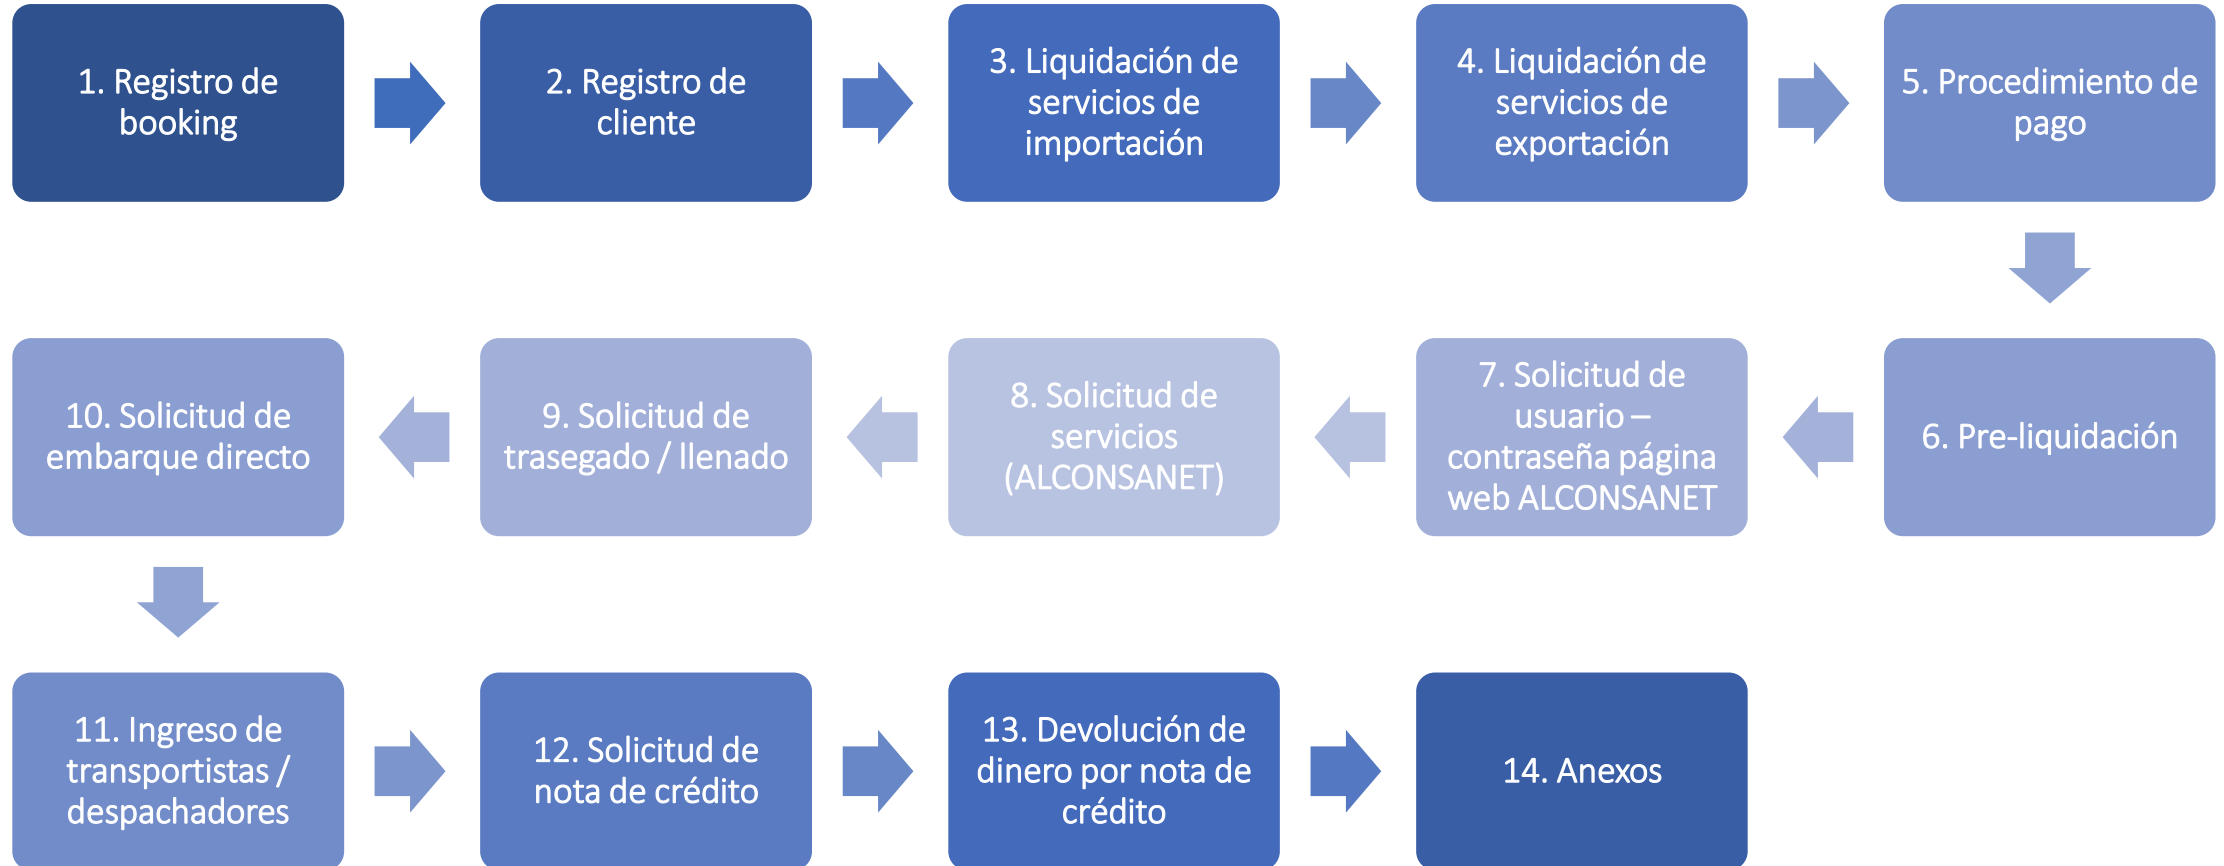 1. Registro de
booking
2. Registro de
cliente
3. Liquidación de
servicios de
importación
4. Liquidación de
servicios de
exportación
5. Procedimiento de
pago
6. Pre-liquidación
7. Solicitud de
usuario –
contraseña página
web ALCONSANET
8. Solicitud de
servicios
(ALCONSANET)
9. Solicitud de
trasegado / llenado
10. Solicitud de
embarque directo
11. Ingreso de
transportistas /
despachadores
12. Solicitud de
nota de crédito
13. Devolución de
dinero por nota de
crédito
14. Anexos